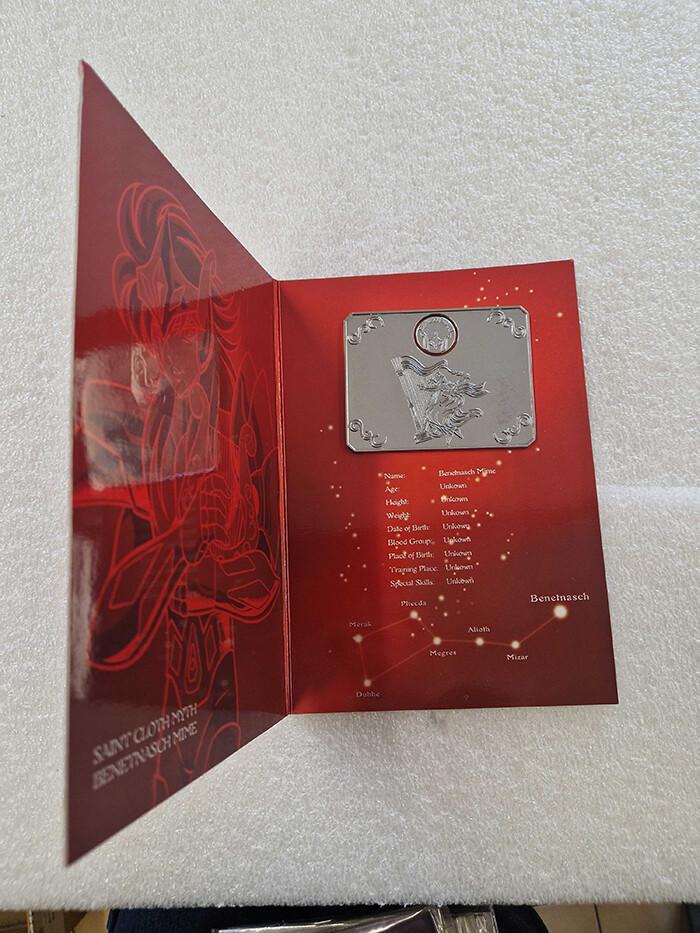 SAINT CLOTH MYTH
BENETNASCH MIME
Name: Benetnasch Mime
Age: Unkown
Height: Unkown
Weight: Unkown
Date of Birth: Unkown
Blood Group: Unkown
Place of Birth: Unkown
Training Place: Unkown
Special Skills: Unkown
Benetnasch
Phecda
Merak
Alioth
Megres
Mizar
Dubhe